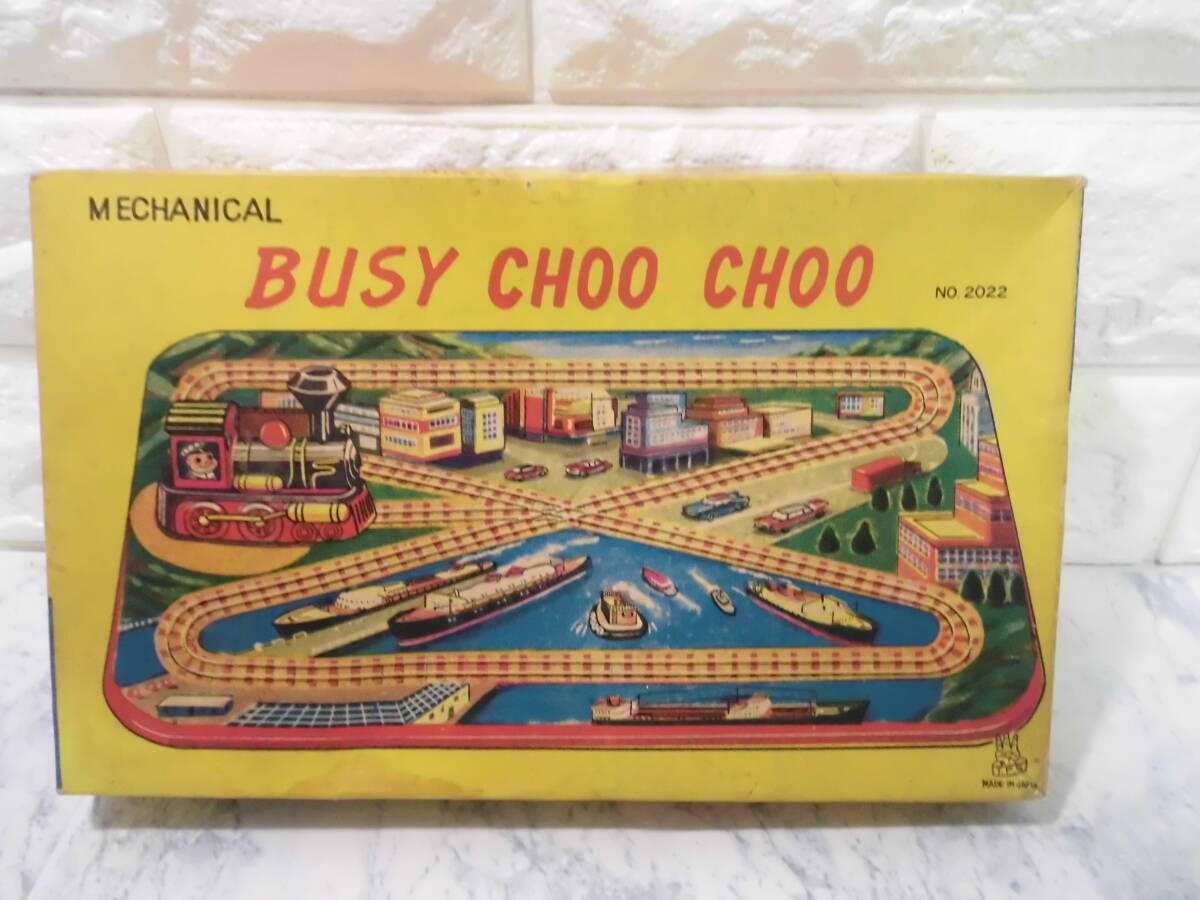 MECHANICAL
BUSY CHOO CHOO
NO. 2022
MADE IN JAPAN